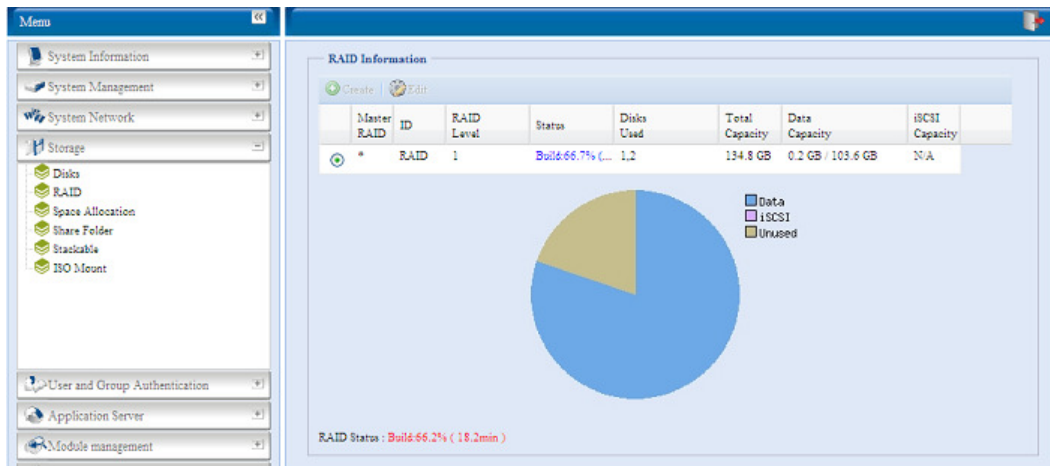 Menu
System Information
System Management
System Network
Storage
Disks
RAID
Space Allocation
Share Folder
Stackable
ISO Mount
User and Group Authentication
Application Server
Module management
RAID Information
Create | Edit
Master RAID ID RAID Level Status Disks Used Total Capacity Data Capacity iSCSI Capacity
* RAID 1 Build:66.7% (... 1,2 134.8 GB 0.2 GB / 103.6 GB N/A
Data
iSCSI
Unused
RAID Status : Build:66.2% ( 18.2min )